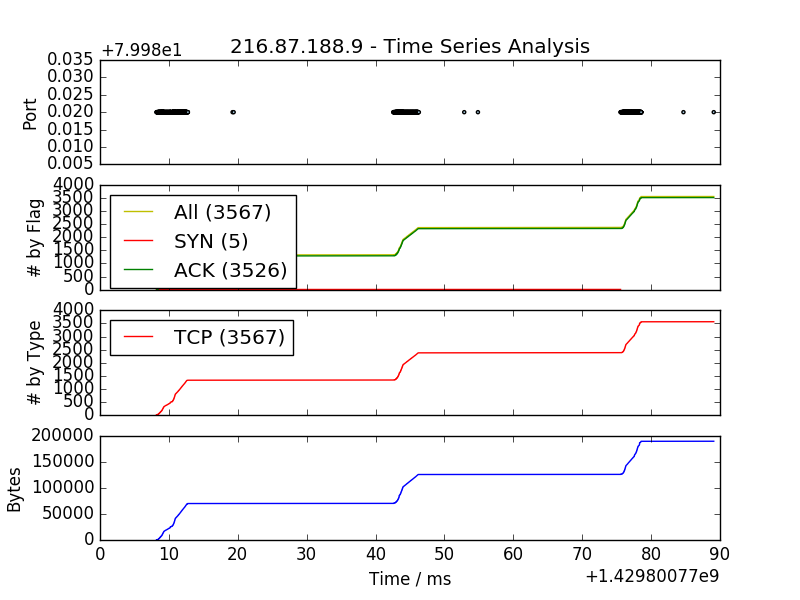 216.87.188.9 - Time Series Analysis
+7.998e1
0.035
0.030
0.025
0.020
0.015
0.010
0.005
Port
4000
3500
3000
2500
2000
1500
1000
500
0
# by Flag
All (3567)
SYN (5)
ACK (3526)
4000
3500
3000
2500
2000
1500
1000
500
0
# by Type
TCP (3567)
200000
150000
100000
50000
0
Bytes
0 10 20 30 40 50 60 70 80 90
Time / ms
+1.42980077e9